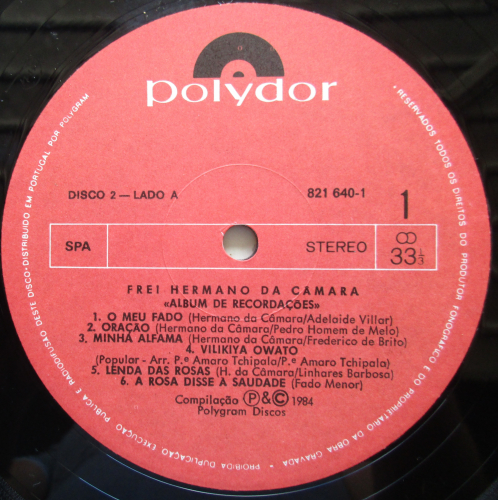 polydor
DISCO 2 — LADO A
821 640-1
1
SPA
STEREO
33 1/3
FREI HERMANO DA CAMARA
«ALBUM DE RECORDAÇÕES»
1. O MEU FADO (Hermano da Câmara/Adelaide Villar)
2. ORAÇÃO (Hermano da Câmara/Pedro Homem de Melo)
3. MINHA ALFAMA (Hermano da Câmara/Frederico de Brito)
4. VILIKIYA OWATO
(Popular - Arr. P.e Amaro Tchipala/P.e Amaro Tchipala)
5. LENDA DAS ROSAS (H. da Câmara/Linhares Barbosa)
6. A ROSA DISSE À SAUDADE (Fado Menor)
Compilação Ⓟ&Ⓒ 1984
Polygram Discos
• RESERVADOS TODOS OS DIREITOS DO PRODUTOR FONOGRÁFICO E DO PROPRIETÁRIO DA OBRA GRAVADA • PROIBIDA DUPLICAÇÃO, EXECUÇÃO PUBLICA E RADIODIFUSÃO DESTE DISCO • DISTRIBUIDO EM PORTUGAL POR POLYGRAM